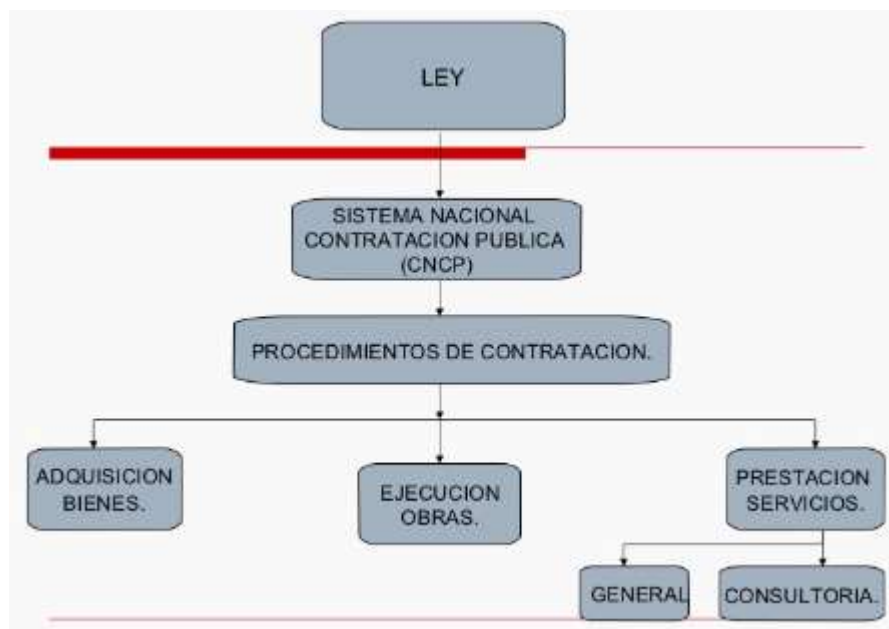 LEY
SISTEMA NACIONAL
CONTRATACION PUBLICA
(CNCP)
PROCEDIMIENTOS DE CONTRATACION.
ADQUISICION
BIENES.
EJECUCION
OBRAS.
PRESTACION
SERVICIOS.
GENERAL
CONSULTORIA.